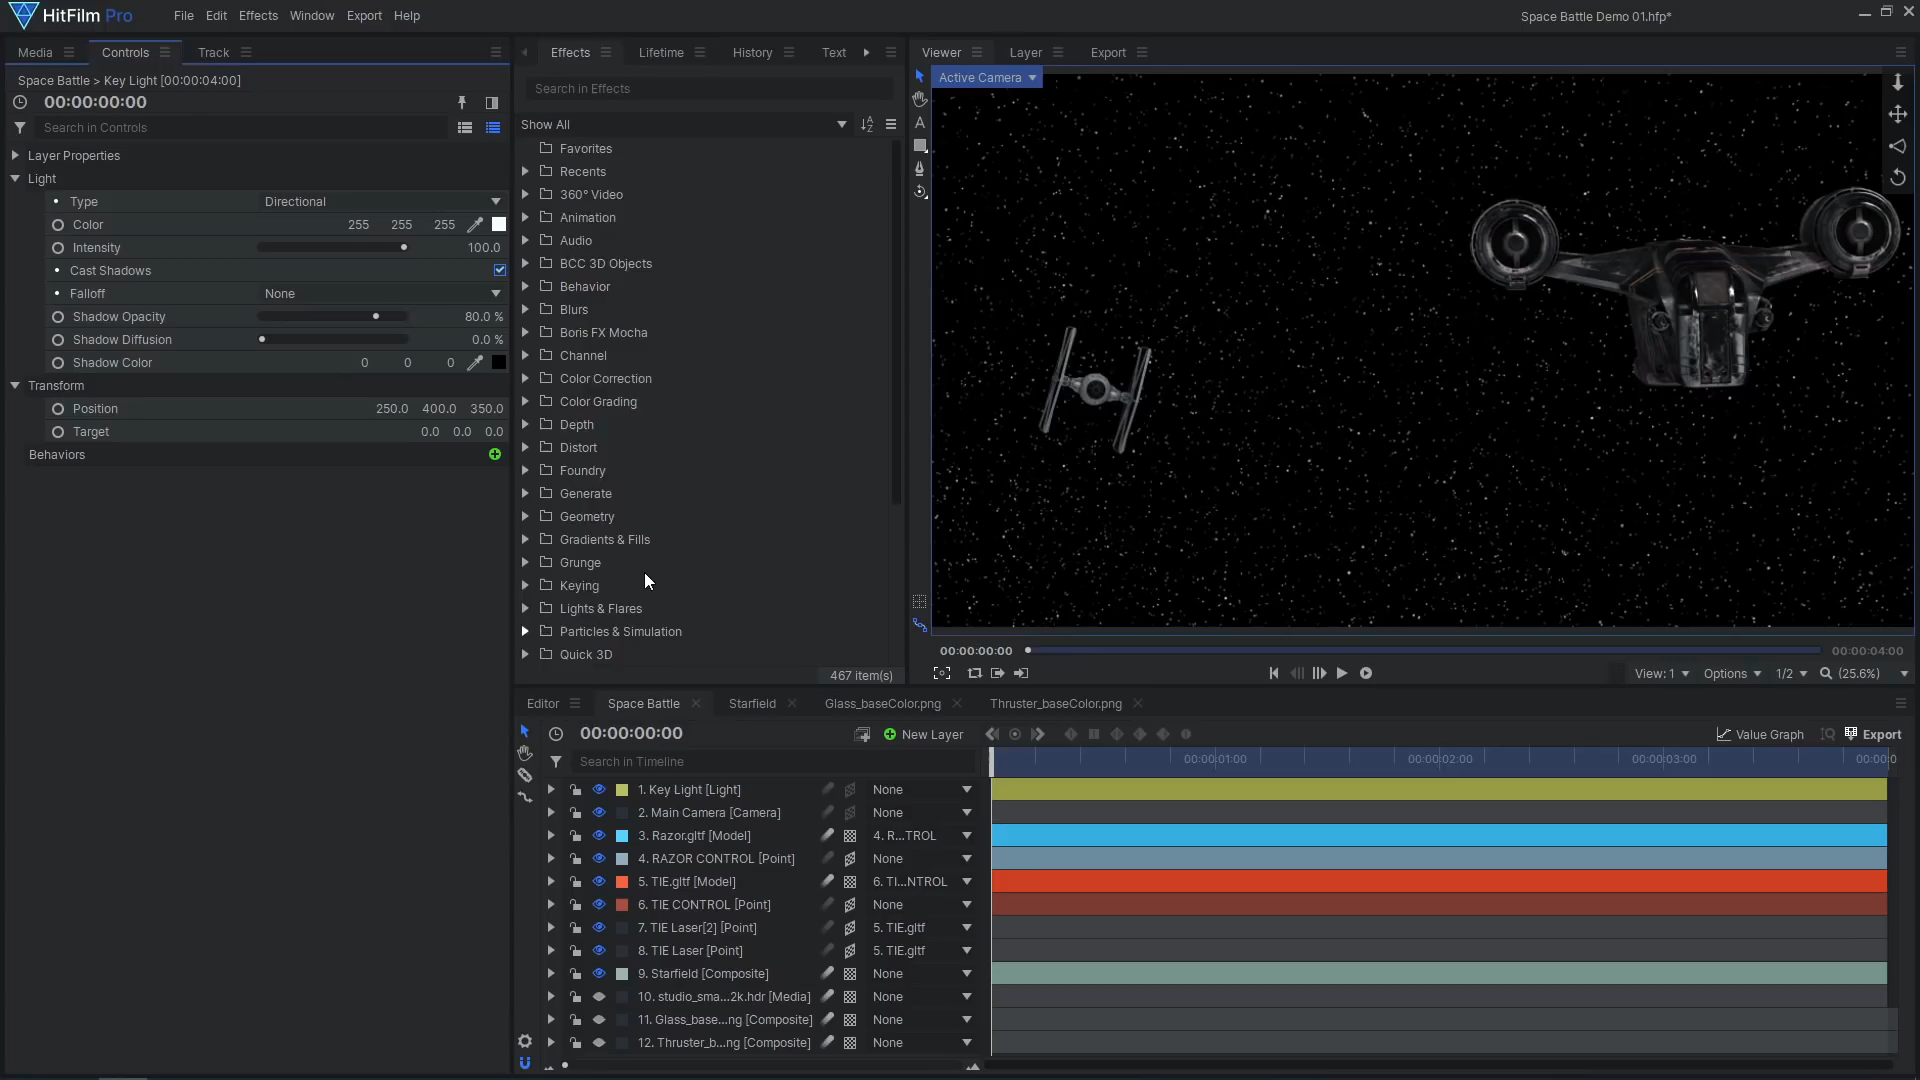 HitFilm Pro
File Edit Effects Window Export Help
Space Battle Demo 01.hfp*
Media Controls Track
Space Battle > Key Light [00:00:04:00]
00:00:00:00
Search in Controls
Layer Properties
Light
Type Directional
Color 255 255 255
Intensity 100.0
Cast Shadows
Falloff None
Shadow Opacity 80.0 %
Shadow Diffusion 0.0 %
Shadow Color 0 0 0
Transform
Position 250.0 400.0 350.0
Target 0.0 0.0 0.0
Behaviors
Effects Lifetime History Text
Search in Effects
Show All
Favorites
Recents
360° Video
Animation
Audio
BCC 3D Objects
Behavior
Blurs
Boris FX Mocha
Channel
Color Correction
Color Grading
Depth
Distort
Foundry
Generate
Geometry
Gradients & Fills
Grunge
Keying
Lights & Flares
Particles & Simulation
Quick 3D
467 item(s)
Viewer Layer Export
Active Camera
00:00:00:00 00:00:04:00
View: 1 Options 1/2 (25.6%)
Editor Space Battle Starfield Glass_baseColor.png Thruster_baseColor.png
00:00:00:00 New Layer Value Graph Export
Search in Timeline
00:00:01:00 00:00:02:00 00:00:03:00 00:00:0
1. Key Light [Light] None
2. Main Camera [Camera] None
3. Razor.gltf [Model] 4. R...TROL
4. RAZOR CONTROL [Point] None
5. TIE.gltf [Model] 6. TI...NTROL
6. TIE CONTROL [Point] None
7. TIE Laser[2] [Point] 5. TIE.gltf
8. TIE Laser [Point] 5. TIE.gltf
9. Starfield [Composite] None
10. studio_sma...2k.hdr [Media] None
11. Glass_base...ng [Composite] None
12. Thruster_b...ng [Composite] None